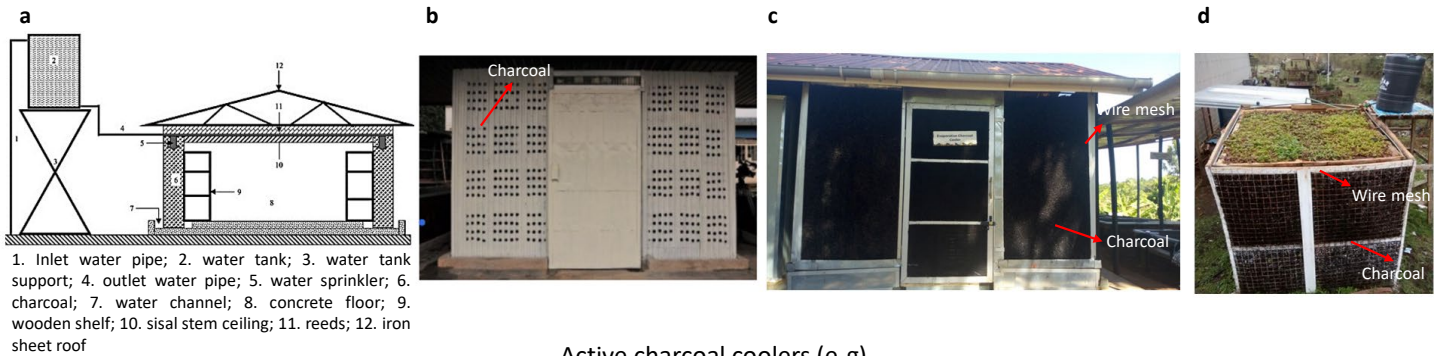 a
b
c
d
2
12
11
1
4
3
5
10
6
9
7
8
Charcoal
Wire mesh
Charcoal
Wire mesh
Charcoal
1. Inlet water pipe; 2. water tank; 3. water tank
support; 4. outlet water pipe; 5. water sprinkler; 6.
charcoal; 7. water channel; 8. concrete floor; 9.
wooden shelf; 10. sisal stem ceiling; 11. reeds; 12. iron
sheet roof
Active charcoal coolers (e-g)